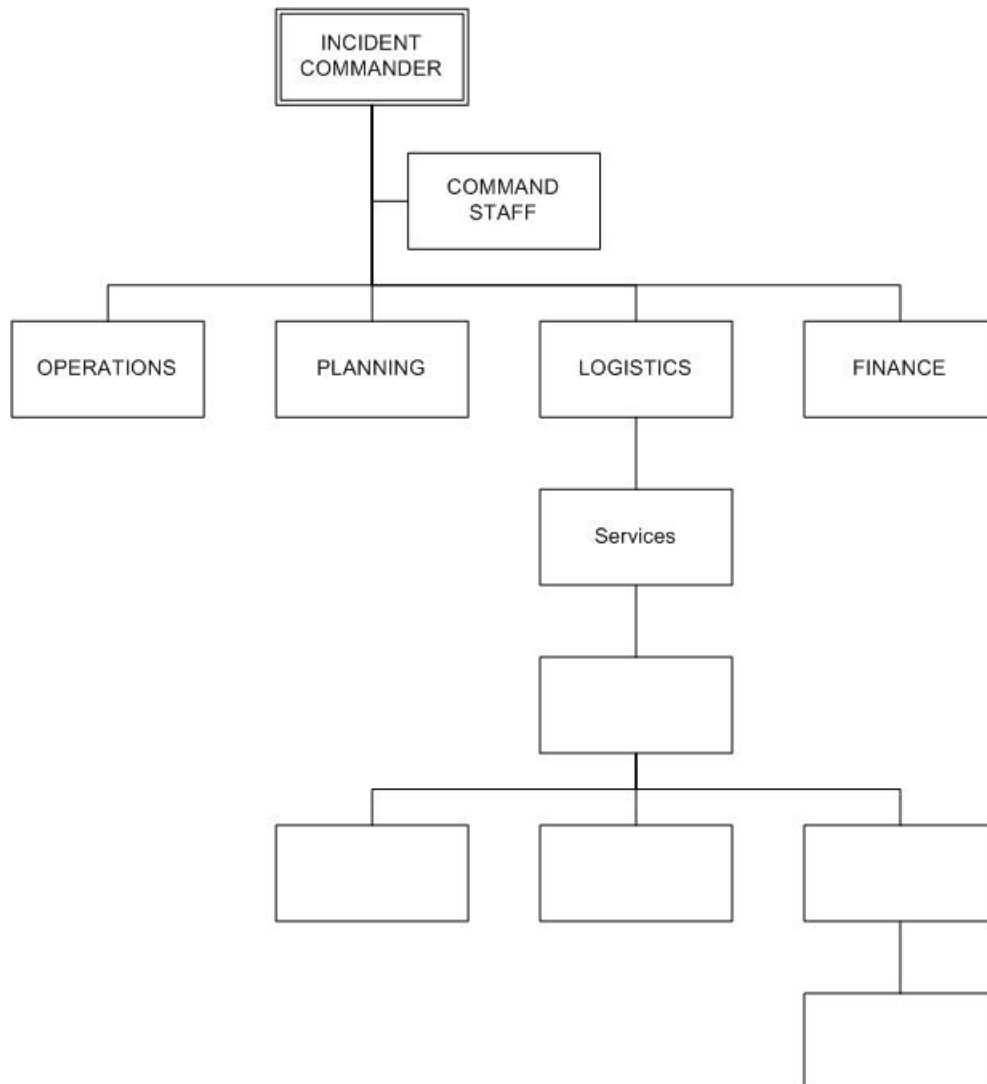 INCIDENT
COMMANDER
COMMAND
STAFF
OPERATIONS
PLANNING
LOGISTICS
FINANCE
Services